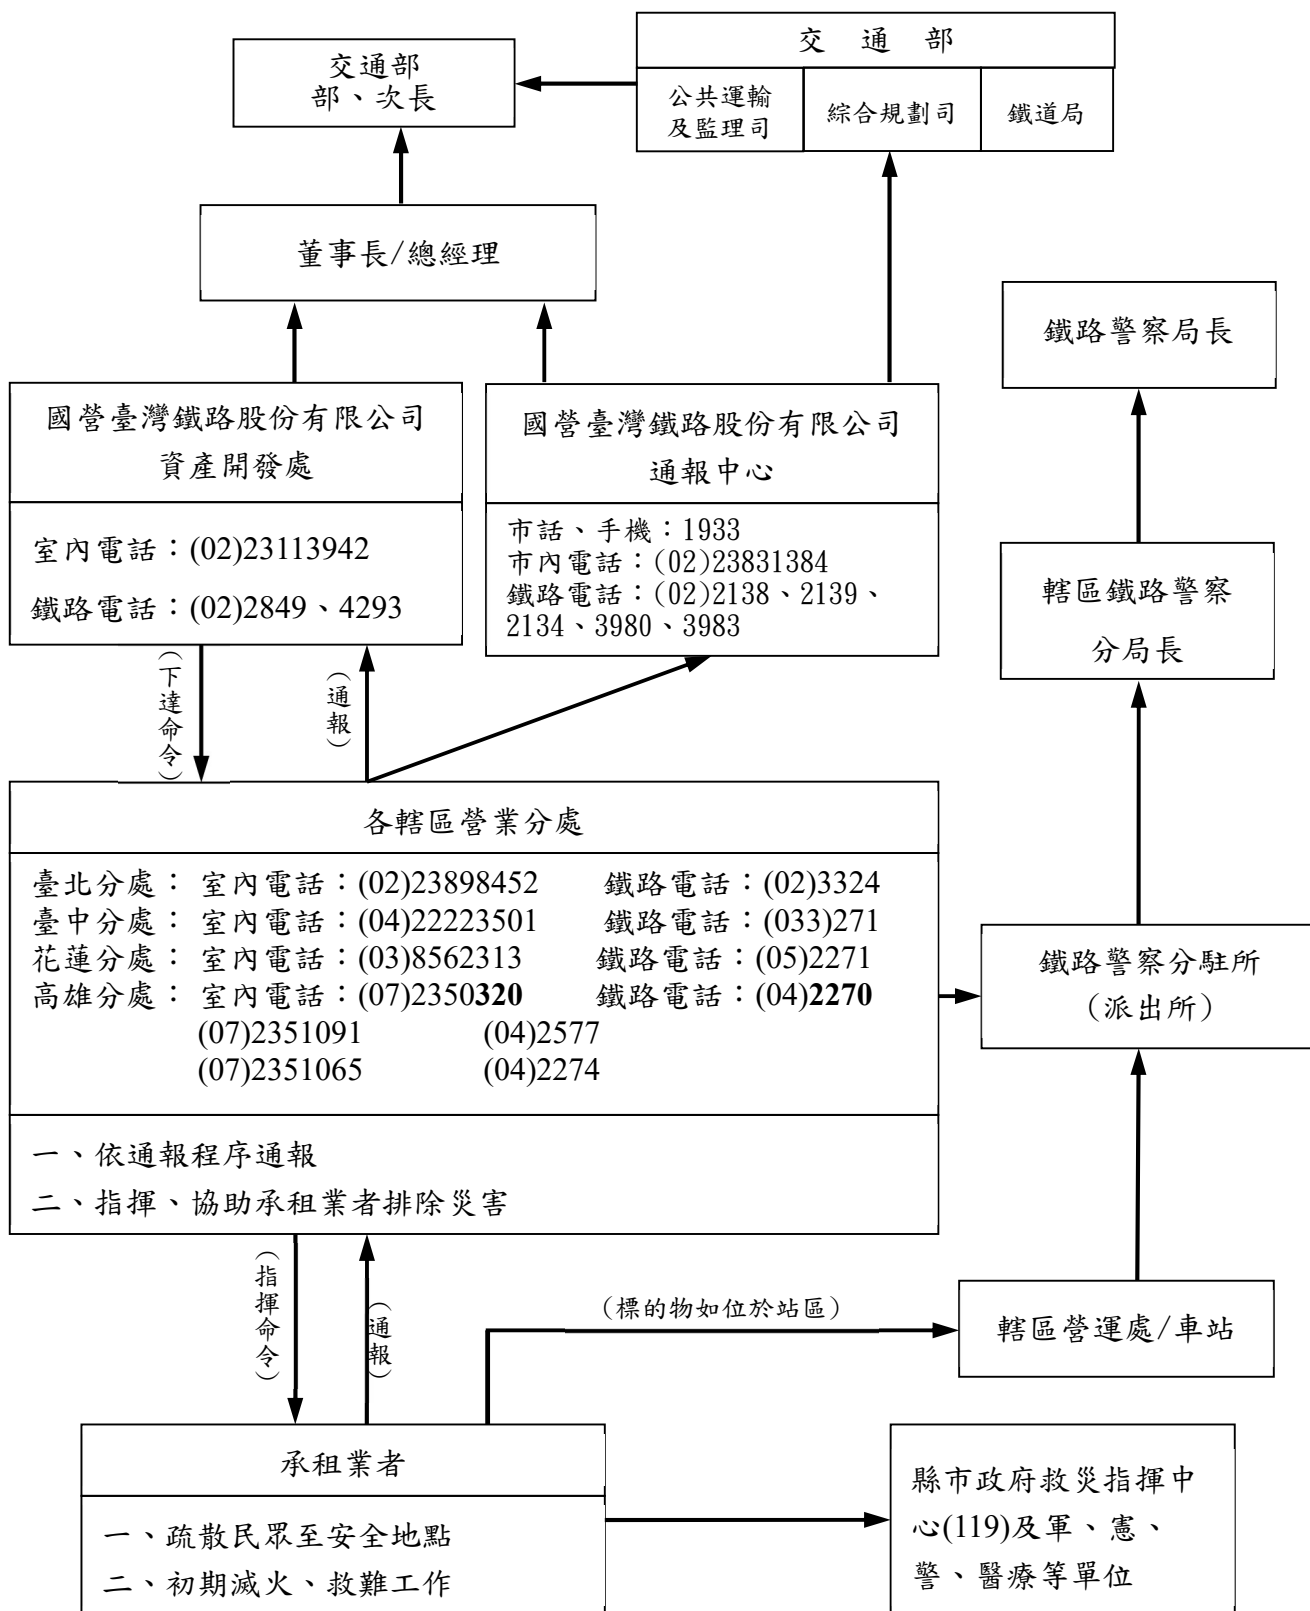 交 通 部
交通部
部、次長
公共運輸
及監理司
綜合規劃司
鐵道局
董事長/總經理
鐵路警察局長
國營臺灣鐵路股份有限公司
資產開發處
室內電話：(02)23113942
鐵路電話：(02)2849、4293
國營臺灣鐵路股份有限公司
通報中心
市話、手機：1933
市內電話：(02)23831384
鐵路電話：(02)2138、2139、
2134、3980、3983
轄區鐵路警察
分局長
（下達命令）
（通報）
各轄區營業分處
臺北分處： 室內電話：(02)23898452 鐵路電話：(02)3324
臺中分處： 室內電話：(04)22223501 鐵路電話：(033)271
花蓮分處： 室內電話：(03)8562313 鐵路電話：(05)2271
高雄分處： 室內電話：(07)2350320 鐵路電話：(04)2270
(07)2351091 (04)2577
(07)2351065 (04)2274
一、依通報程序通報
二、指揮、協助承租業者排除災害
鐵路警察分駐所
（派出所）
（指揮命令）
（通報）
（標的物如位於站區）
轄區營運處/車站
承租業者
一、疏散民眾至安全地點
二、初期滅火、救難工作
縣市政府救災指揮中
心(119)及軍、憲、
警、醫療等單位